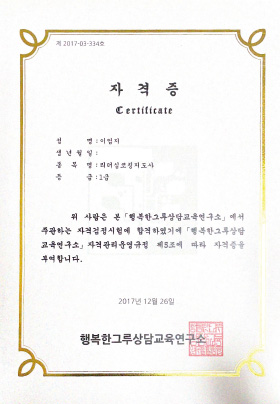 제 2017-03-334호
자 격 증
Certificate
성 명 : 이럼지
생 년 월 일 :
종 목 명 : 리더십코칭지도사
등 급 : 1급
위 사람은 본「행복한그루상담교육연구소」에서
주관하는 자격검정시험에 합격하였기에「행복한그루상담
교육연구소」자격관리운영규정 제5조에 따라 자격증을
부여합니다.
2017년 12월 26일
행복한그루상담교육연구소